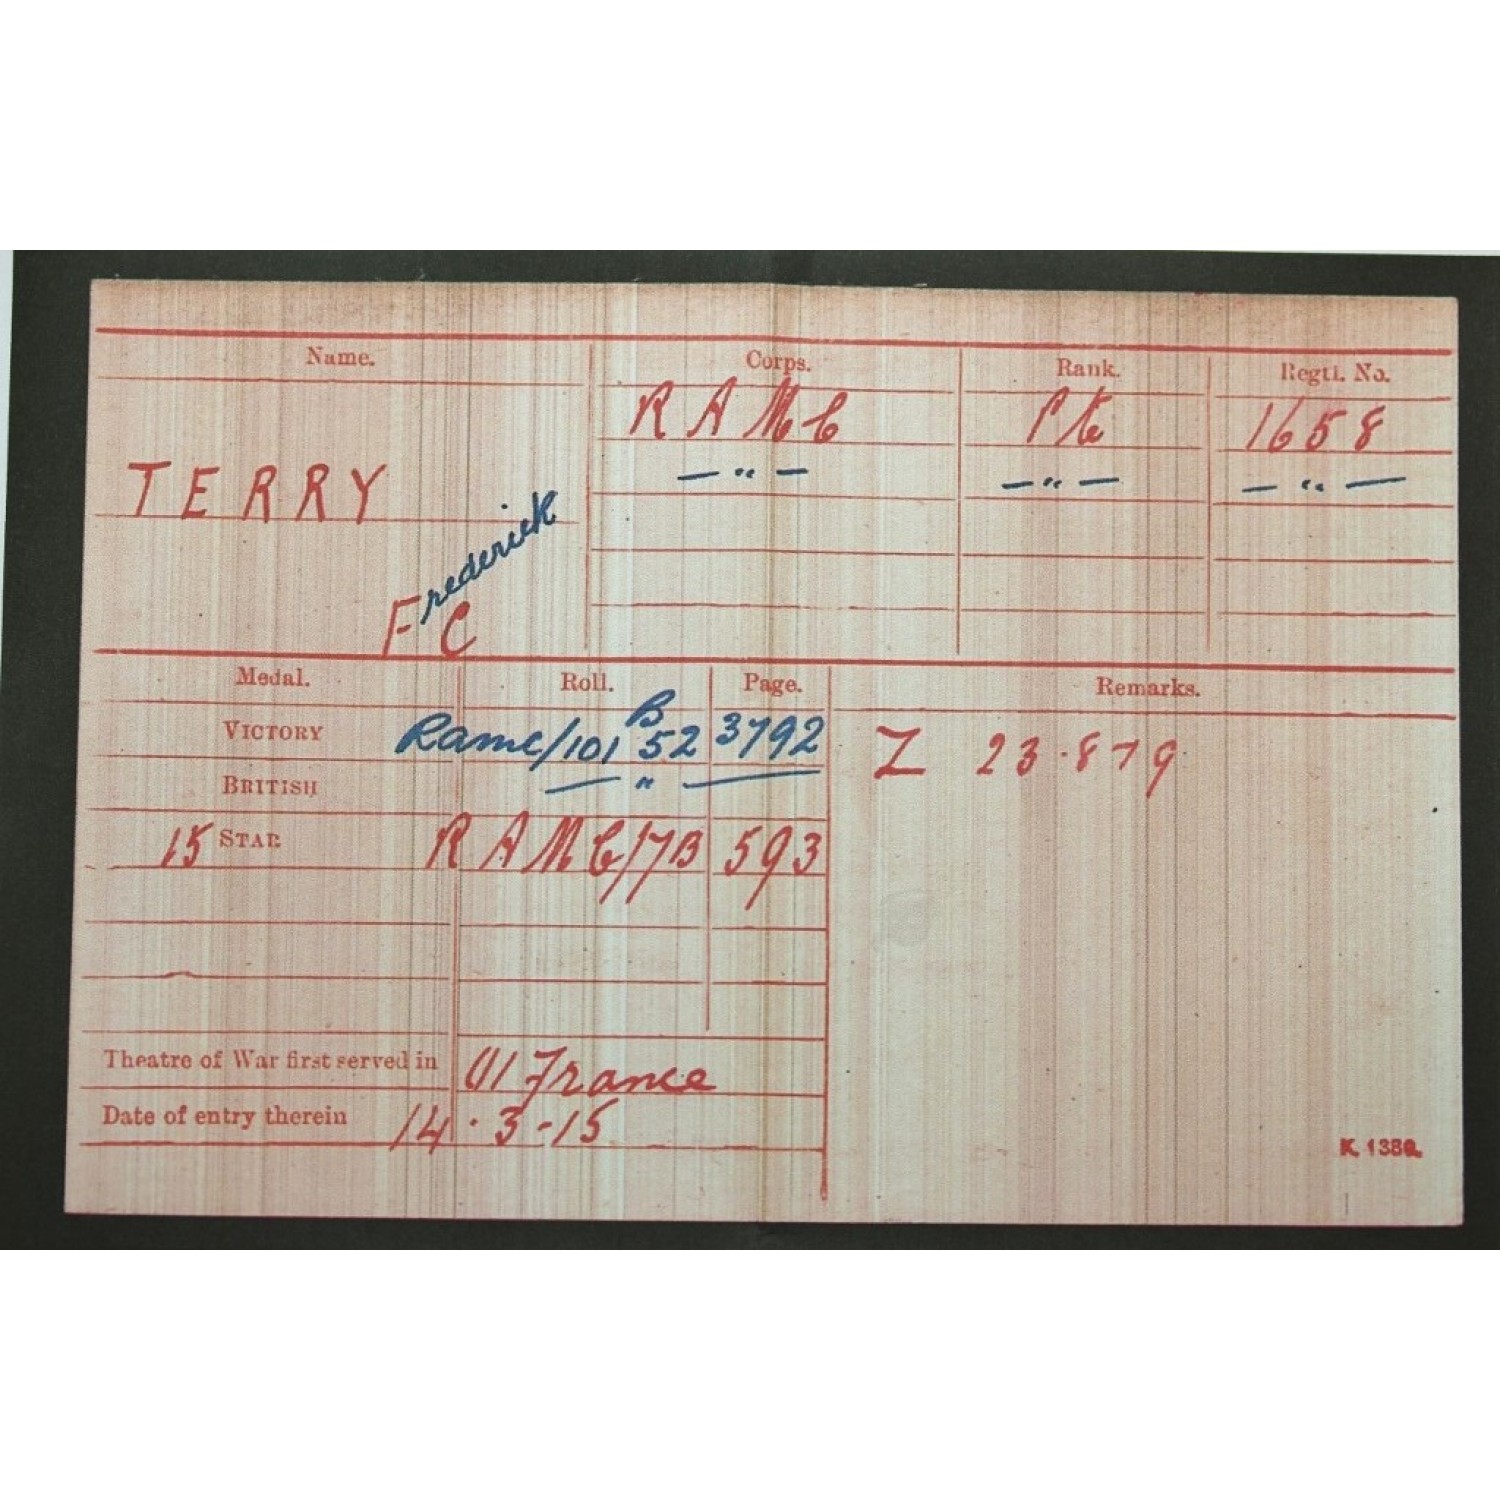 Name. Corps. Rank. Regtl. No.
R A M C Pte 1658
— " — — " — — " —
TERRY
Frederick
F C
Medal. Roll. Page. Remarks.
VICTORY Ramc/101 B 52 3792 Z 23.879
BRITISH — " —
15 STAR R A M C/7B 593
Theatre of War first served in (1) France
Date of entry therein 14.3-15
K. 1380.